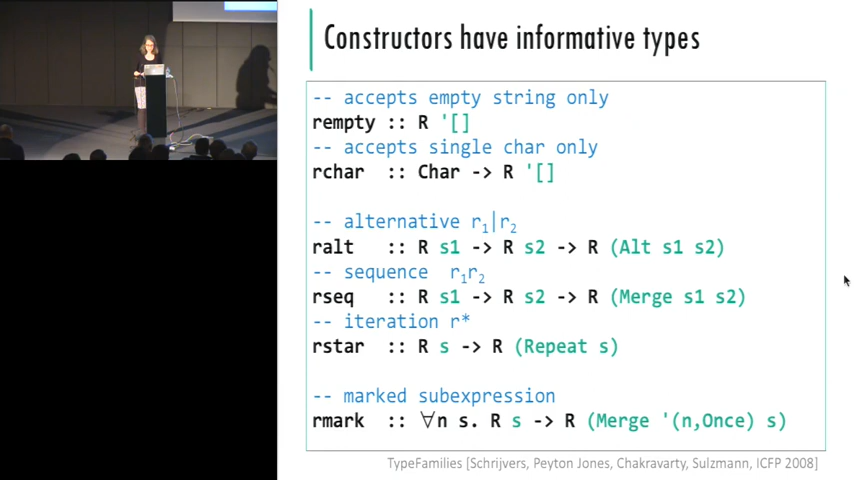 Constructors have informative types
-- accepts empty string only
rempty :: R '[]
-- accepts single char only
rchar :: Char -> R '[]
-- alternative r₁|r₂
ralt :: R s1 -> R s2 -> R (Alt s1 s2)
-- sequence r₁r₂
rseq :: R s1 -> R s2 -> R (Merge s1 s2)
-- iteration r*
rstar :: R s -> R (Repeat s)
-- marked subexpression
rmark :: ∀n s. R s -> R (Merge '(n,Once) s)
TypeFamilies [Schrijvers, Peyton Jones, Chakravarty, Sulzmann, ICFP 2008]